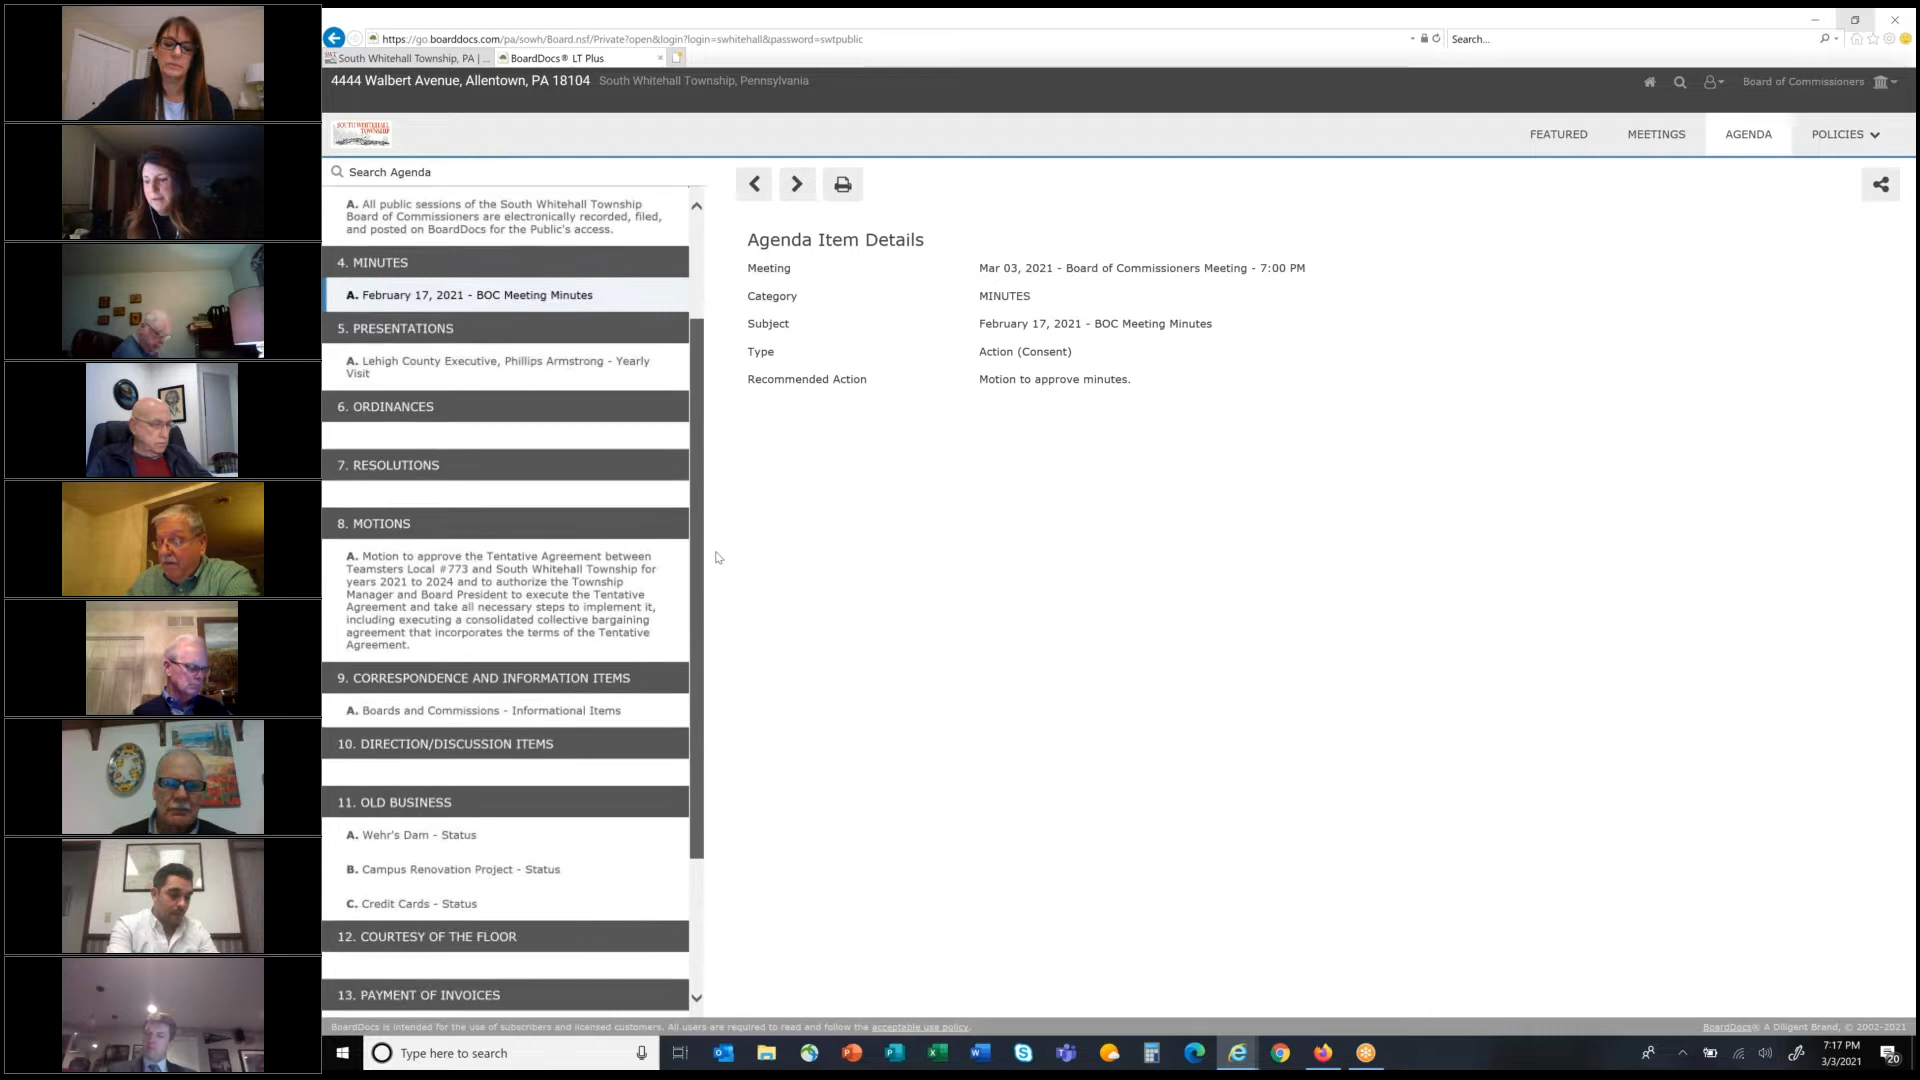 https://go.boarddocs.com/pa/sowh/Board.nsf/Private?open&login?login=swhitehall&password=swtpublic
Search...
South Whitehall Township, PA | ...
BoardDocs® LT Plus
4444 Walbert Avenue, Allentown, PA 18104
South Whitehall Township, Pennsylvania
Board of Commissioners
SOUTH WHITEHALL
TOWNSHIP
FEATURED
MEETINGS
AGENDA
POLICIES
Search Agenda
A. All public sessions of the South Whitehall Township
Board of Commissioners are electronically recorded, filed,
and posted on BoardDocs for the Public's access.
4. MINUTES
A. February 17, 2021 - BOC Meeting Minutes
5. PRESENTATIONS
A. Lehigh County Executive, Phillips Armstrong - Yearly
Visit
6. ORDINANCES
7. RESOLUTIONS
8. MOTIONS
A. Motion to approve the Tentative Agreement between
Teamsters Local #773 and South Whitehall Township for
years 2021 to 2024 and to authorize the Township
Manager and Board President to execute the Tentative
Agreement and take all necessary steps to implement it,
including executing a consolidated collective bargaining
agreement that incorporates the terms of the Tentative
Agreement.
9. CORRESPONDENCE AND INFORMATION ITEMS
A. Boards and Commissions - Informational Items
10. DIRECTION/DISCUSSION ITEMS
11. OLD BUSINESS
A. Wehr's Dam - Status
B. Campus Renovation Project - Status
C. Credit Cards - Status
12. COURTESY OF THE FLOOR
13. PAYMENT OF INVOICES
Agenda Item Details
Meeting
Mar 03, 2021 - Board of Commissioners Meeting - 7:00 PM
Category
MINUTES
Subject
February 17, 2021 - BOC Meeting Minutes
Type
Action (Consent)
Recommended Action
Motion to approve minutes.
BoardDocs is intended for the use of subscribers and licensed customers. All users are required to read and follow the acceptable use policy.
BoardDocs® A Diligent Brand, © 2002-2021
Type here to search
7:17 PM
3/3/2021
20